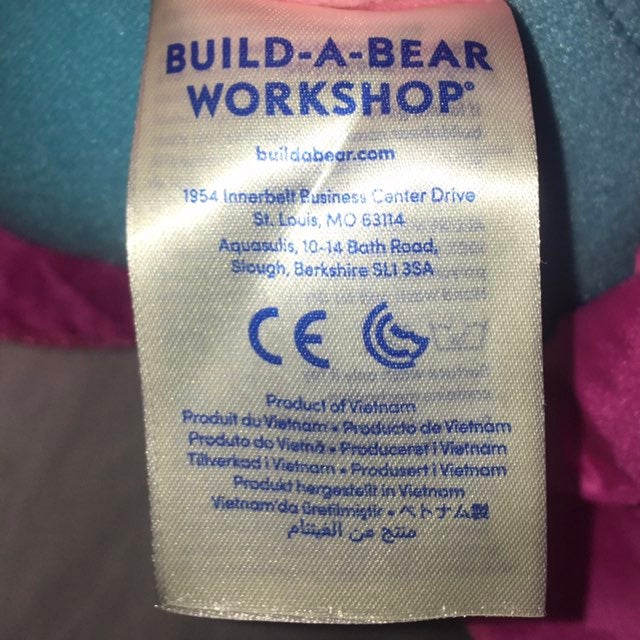 BUILD-A-BEAR
WORKSHOP®
buildabear.com
1954 Innerbelt Business Center Drive
St. Louis, MO 63114
Aquasulis, 10-14 Bath Road,
Slough, Berkshire SL1 3SA
CE
Product of Vietnam
Produit du Vietnam • Producto de Vietnam
Produto do Vietnã • Produceret i Vietnam
Tillverkad i Vietnam • Produsert i Vietnam
Produkt hergestellt in Vietnam
Vietnam'da üretilmiştir • ベトナム製
منتج من الفيتنام